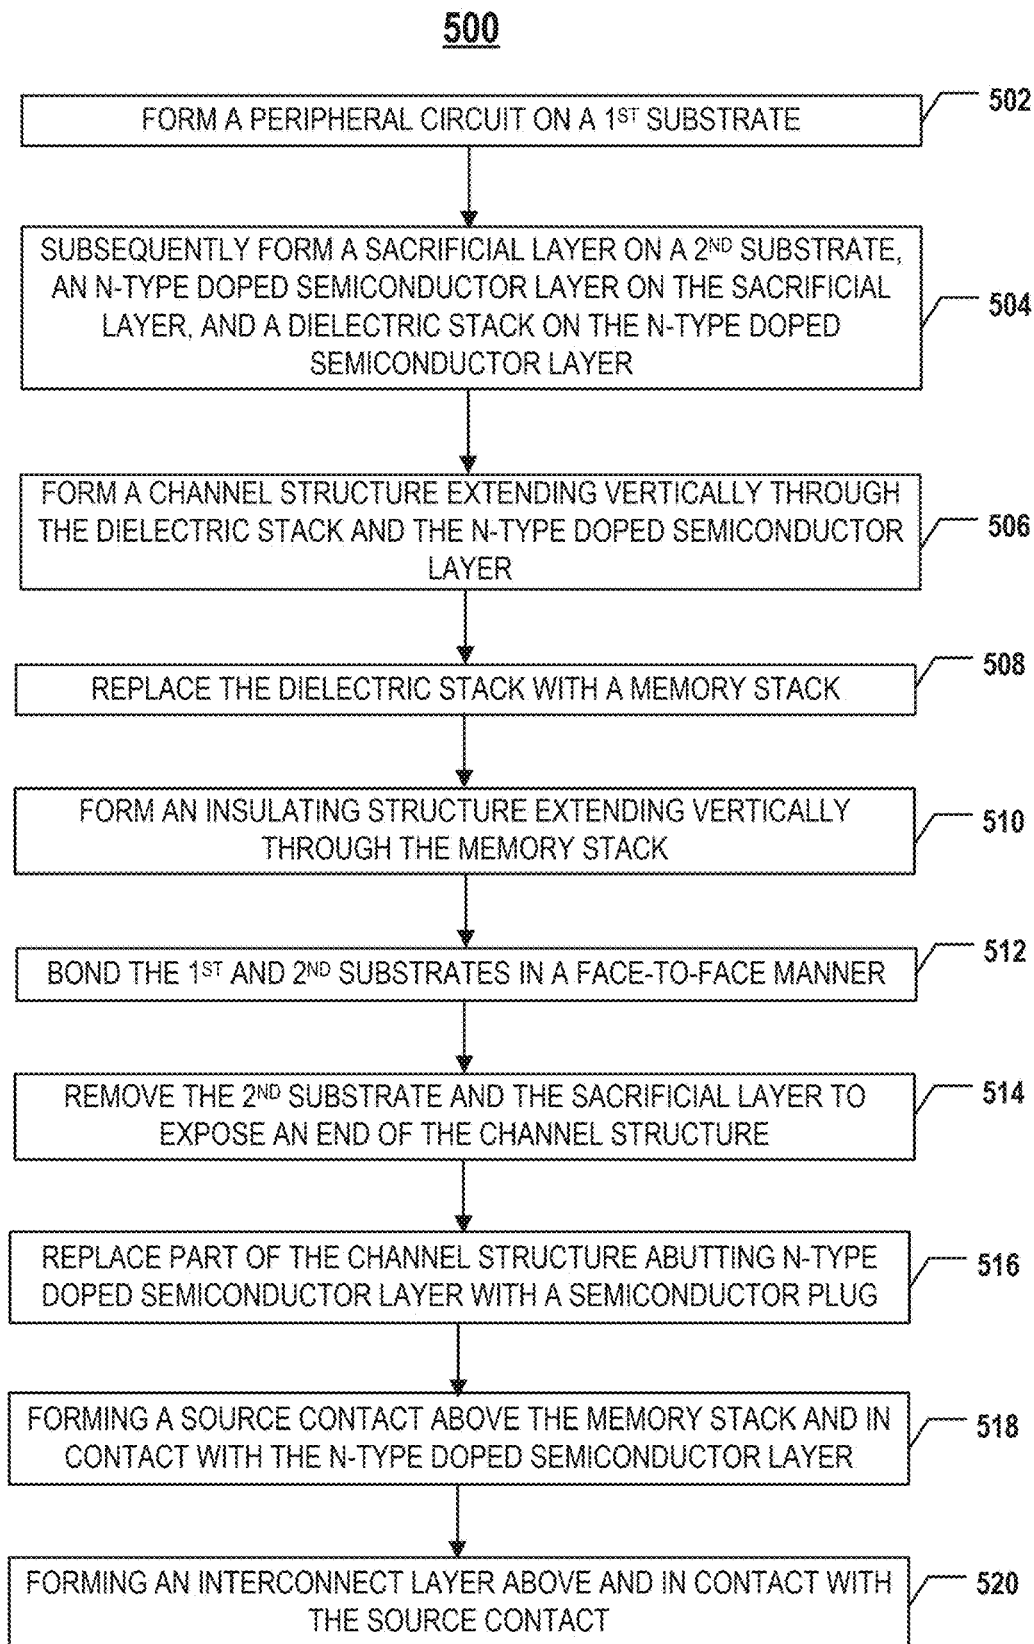 500
FORM A PERIPHERAL CIRCUIT ON A 1ST SUBSTRATE
502
SUBSEQUENTLY FORM A SACRIFICIAL LAYER ON A 2ND SUBSTRATE,
AN N-TYPE DOPED SEMICONDUCTOR LAYER ON THE SACRIFICIAL
LAYER, AND A DIELECTRIC STACK ON THE N-TYPE DOPED
SEMICONDUCTOR LAYER
504
FORM A CHANNEL STRUCTURE EXTENDING VERTICALLY THROUGH
THE DIELECTRIC STACK AND THE N-TYPE DOPED SEMICONDUCTOR
LAYER
506
REPLACE THE DIELECTRIC STACK WITH A MEMORY STACK
508
FORM AN INSULATING STRUCTURE EXTENDING VERTICALLY
THROUGH THE MEMORY STACK
510
BOND THE 1ST AND 2ND SUBSTRATES IN A FACE-TO-FACE MANNER
512
REMOVE THE 2ND SUBSTRATE AND THE SACRIFICIAL LAYER TO
EXPOSE AN END OF THE CHANNEL STRUCTURE
514
REPLACE PART OF THE CHANNEL STRUCTURE ABUTTING N-TYPE
DOPED SEMICONDUCTOR LAYER WITH A SEMICONDUCTOR PLUG
516
FORMING A SOURCE CONTACT ABOVE THE MEMORY STACK AND IN
CONTACT WITH THE N-TYPE DOPED SEMICONDUCTOR LAYER
518
FORMING AN INTERCONNECT LAYER ABOVE AND IN CONTACT WITH
THE SOURCE CONTACT
520